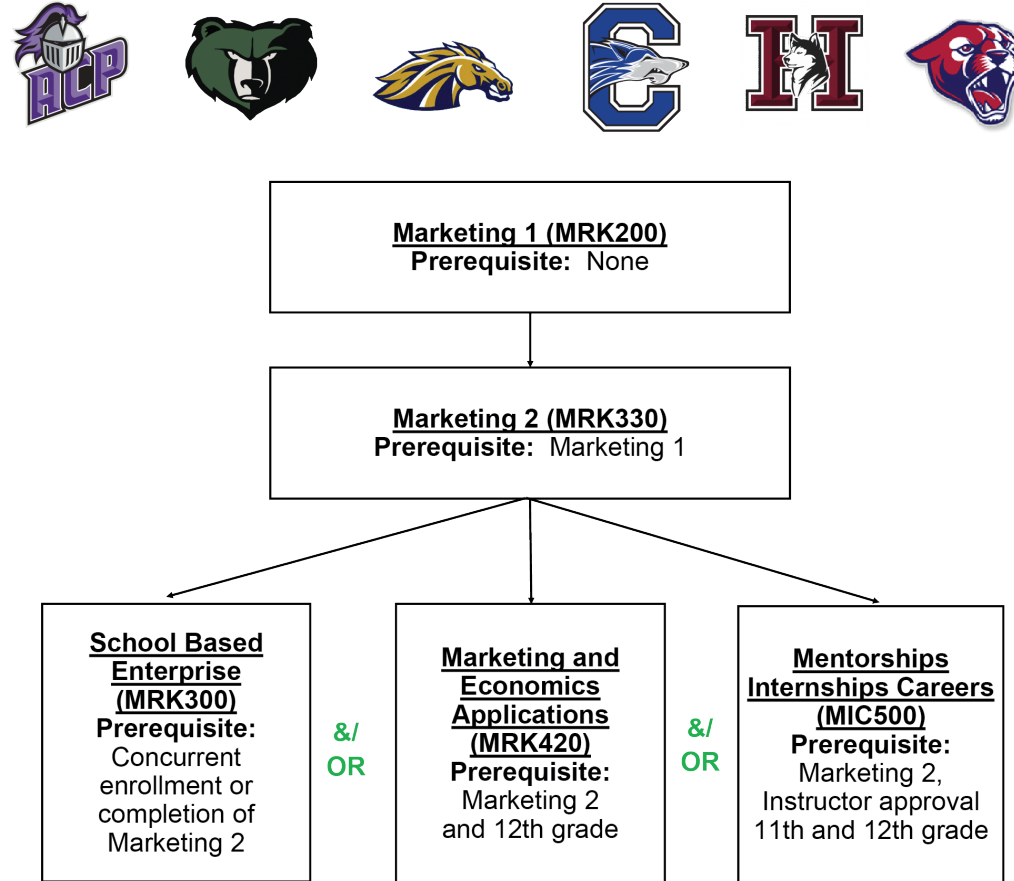 ACP
C
H
Marketing 1 (MRK200)
Prerequisite: None
Marketing 2 (MRK330)
Prerequisite: Marketing 1
School Based
Enterprise
(MRK300)
Prerequisite:
Concurrent
enrollment or
completion of
Marketing 2
&/
OR
Marketing and
Economics
Applications
(MRK420)
Prerequisite:
Marketing 2
and 12th grade
&/
OR
Mentorships
Internships Careers
(MIC500)
Prerequisite:
Marketing 2,
Instructor approval
11th and 12th grade